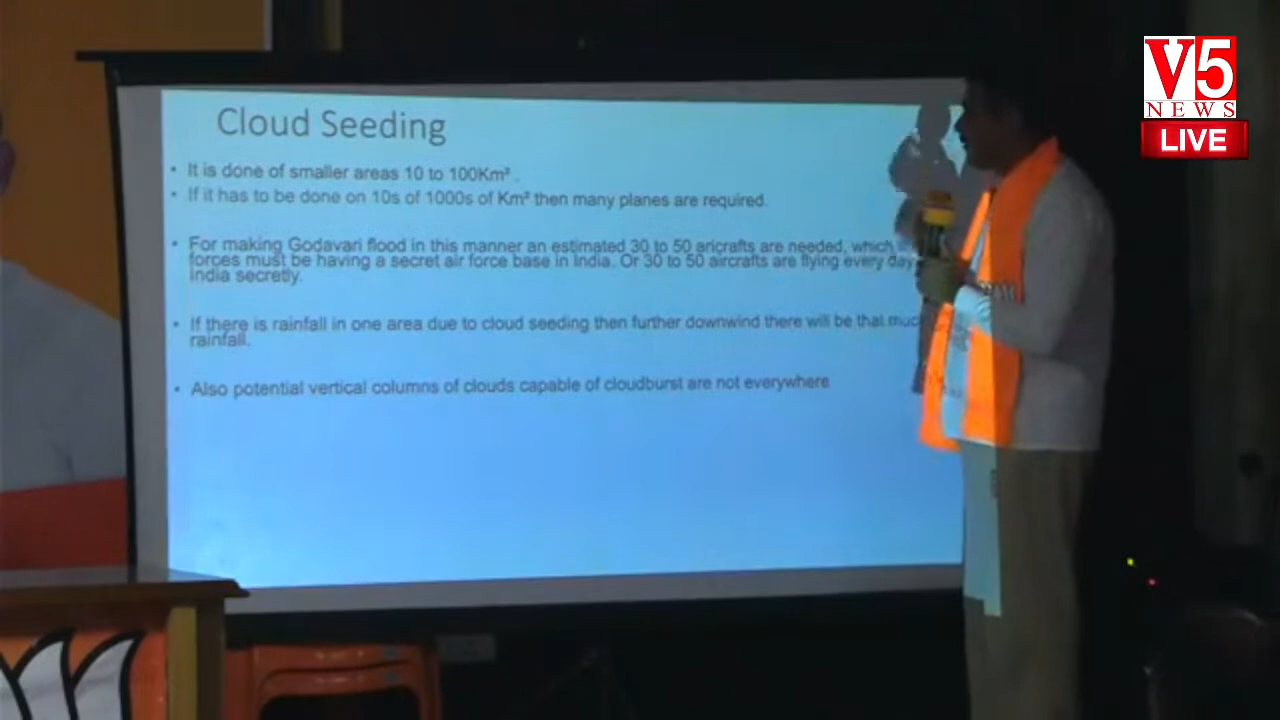 V5
NEWS
LIVE
Cloud Seeding
• It is done of smaller areas 10 to 100Km² .
• If it has to be done on 10s of 1000s of Km² then many planes are required.
• For making Godavari flood in this manner an estimated 30 to 50 aricrafts are needed, which
forces must be having a secret air force base in India. Or 30 to 50 aircrafts are flying every day
India secretly.
• If there is rainfall in one area due to cloud seeding then further downwind there will be that
rainfall.
• Also potential vertical columns of clouds capable of cloudburst are not everywhere